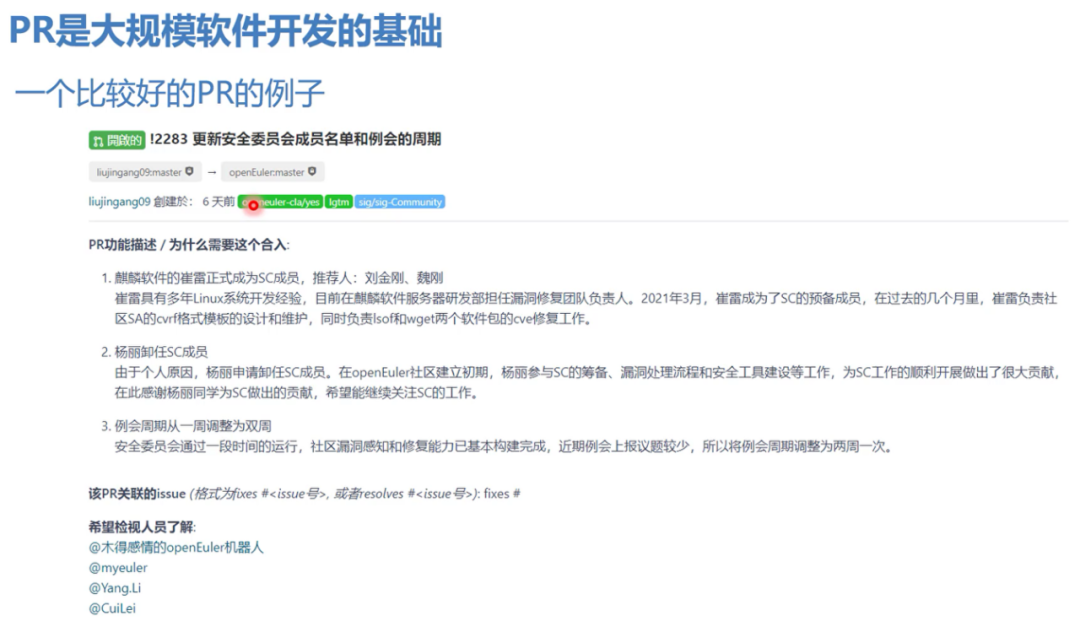 PR是大规模软件开发的基础
一个比较好的PR的例子
開啟的 !2283 更新安全委员会成员名单和例会的周期
liujingang09:master → openEuler:master
liujingang09 創建於： 6 天前 openeuler-cla/yes lgtm sig/sig-Community
PR功能描述 / 为什么需要这个合入:
1. 麒麟软件的崔雷正式成为SC成员，推荐人：刘金刚、魏刚
崔雷具有多年Linux系统开发经验，目前在麒麟软件服务器研发部担任漏洞修复团队负责人。2021年3月，崔雷成为了SC的预备成员，在过去的几个月里，崔雷负责社
区SA的cvrf格式模板的设计和维护，同时负责lsof和wget两个软件包的cve修复工作。
2. 杨丽卸任SC成员
由于个人原因，杨丽申请卸任SC成员。在openEuler社区建立初期，杨丽参与SC的筹备、漏洞处理流程和安全工具建设等工作，为SC工作的顺利开展做出了很大贡献，
在此感谢杨丽同学为SC做出的贡献，希望能继续关注SC的工作。
3. 例会周期从一周调整为双周
安全委员会通过一段时间的运行，社区漏洞感知和修复能力已基本构建完成，近期例会上报议题较少，所以将例会周期调整为两周一次。
该PR关联的issue (格式为fixes #<issue号>, 或者resolves #<issue号>): fixes #
希望检视人员了解:
@木得感情的openEuler机器人
@myeuler
@Yang.Li
@CuiLei